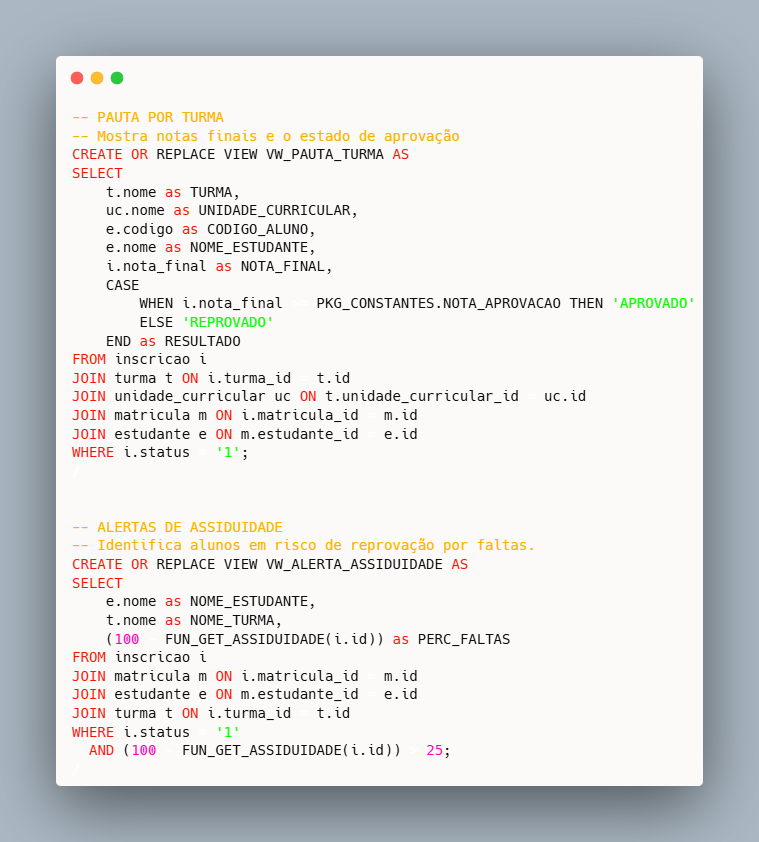 -- PAUTA POR TURMA
-- Mostra notas finais e o estado de aprovação
CREATE OR REPLACE VIEW VW_PAUTA_TURMA AS
SELECT
    t.nome as TURMA,
    uc.nome as UNIDADE_CURRICULAR,
    e.codigo as CODIGO_ALUNO,
    e.nome as NOME_ESTUDANTE,
    i.nota_final as NOTA_FINAL,
    CASE
        WHEN i.nota_final >= PKG_CONSTANTES.NOTA_APROVACAO THEN 'APROVADO'
        ELSE 'REPROVADO'
    END as RESULTADO
FROM inscricao i
JOIN turma t ON i.turma_id = t.id
JOIN unidade_curricular uc ON t.unidade_curricular_id = uc.id
JOIN matricula m ON i.matricula_id = m.id
JOIN estudante e ON m.estudante_id = e.id
WHERE i.status = '1';
/
-- ALERTAS DE ASSIDUIDADE
-- Identifica alunos em risco de reprovação por faltas.
CREATE OR REPLACE VIEW VW_ALERTA_ASSIDUIDADE AS
SELECT
    e.nome as NOME_ESTUDANTE,
    t.nome as NOME_TURMA,
    (100 - FUN_GET_ASSIDUIDADE(i.id)) as PERC_FALTAS
FROM inscricao i
JOIN matricula m ON i.matricula_id = m.id
JOIN estudante e ON m.estudante_id = e.id
JOIN turma t ON i.turma_id = t.id
WHERE i.status = '1'
  AND (100 - FUN_GET_ASSIDUIDADE(i.id)) > 25;
/